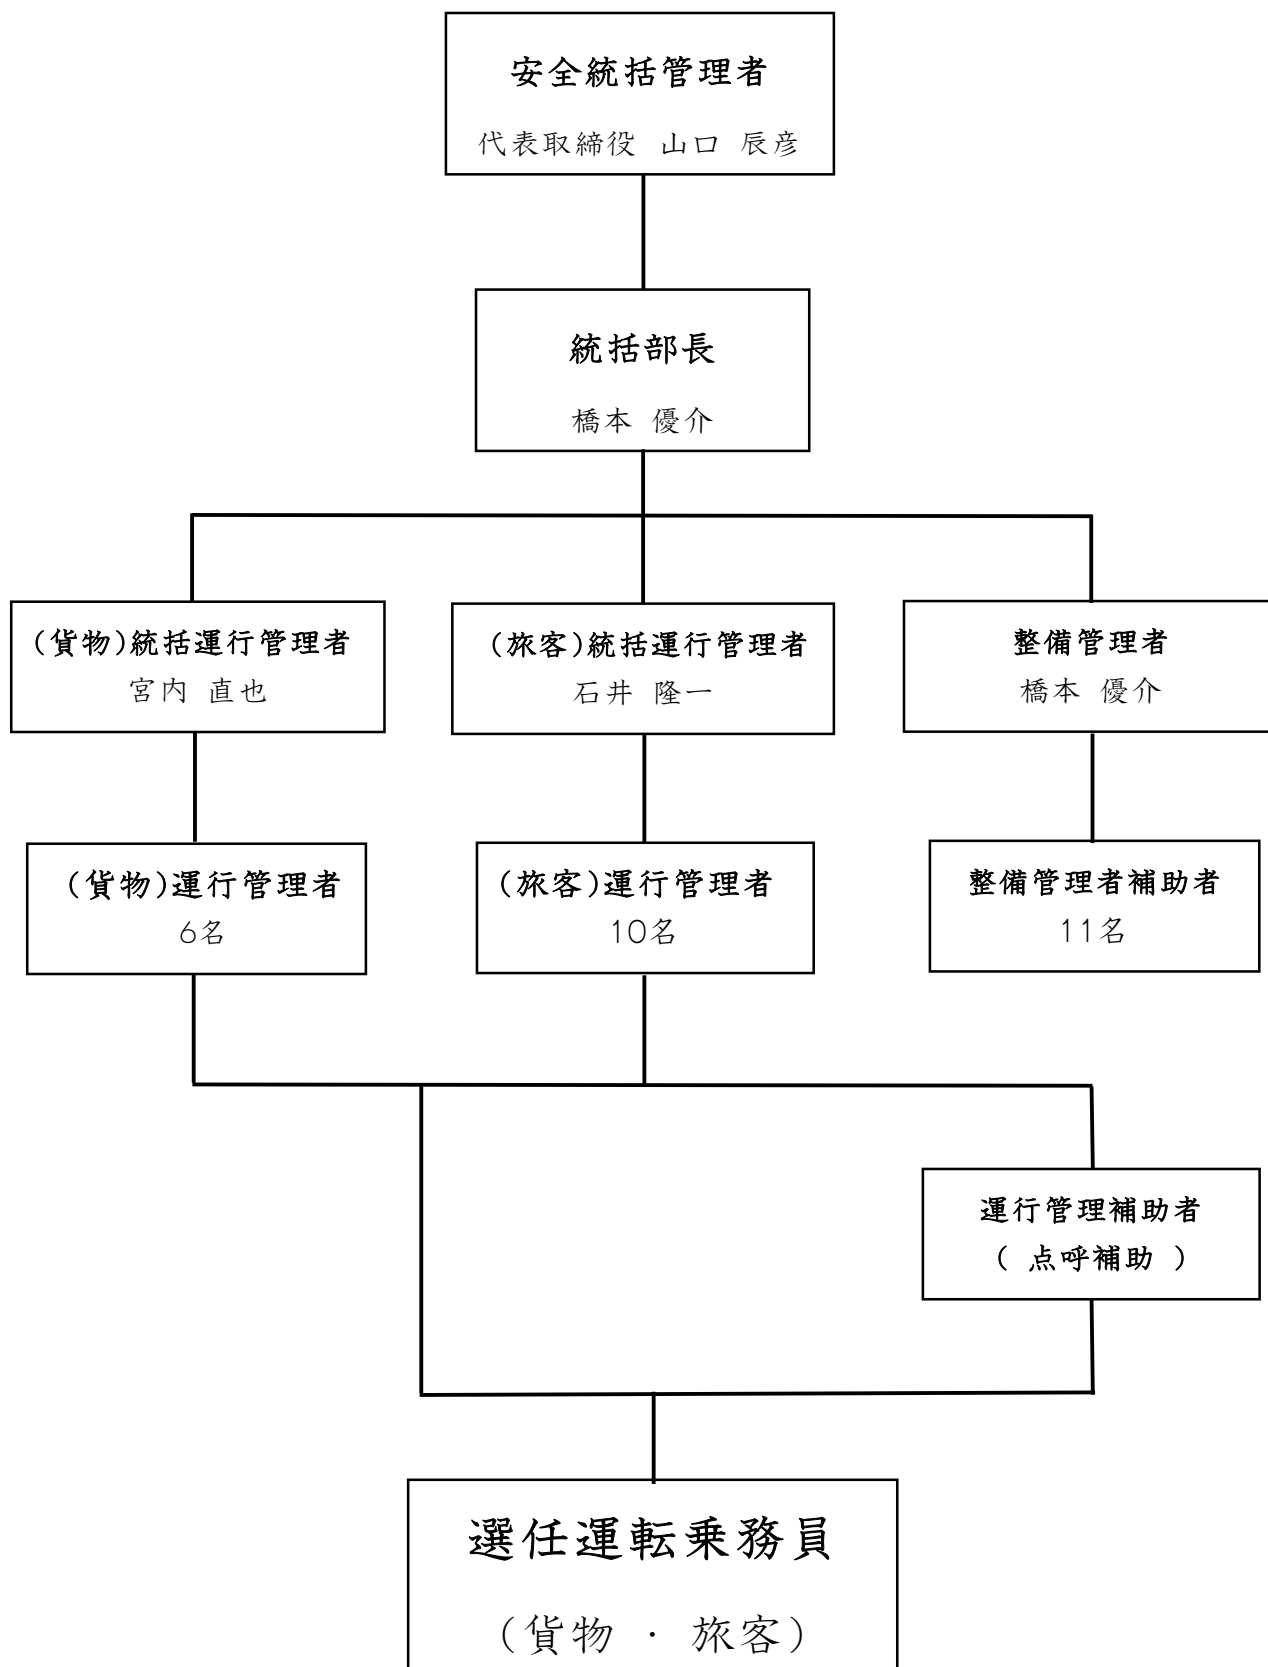 安全統括管理者
代表取締役 山口 辰彦
統括部長
橋本 優介
(貨物)統括運行管理者
宮内 直也
(旅客)統括運行管理者
石井 隆一
整備管理者
橋本 優介
(貨物)運行管理者
6名
(旅客)運行管理者
10名
整備管理者補助者
11名
運行管理補助者
( 点呼補助 )
選任運転乗務員
(貨物 ・ 旅客)